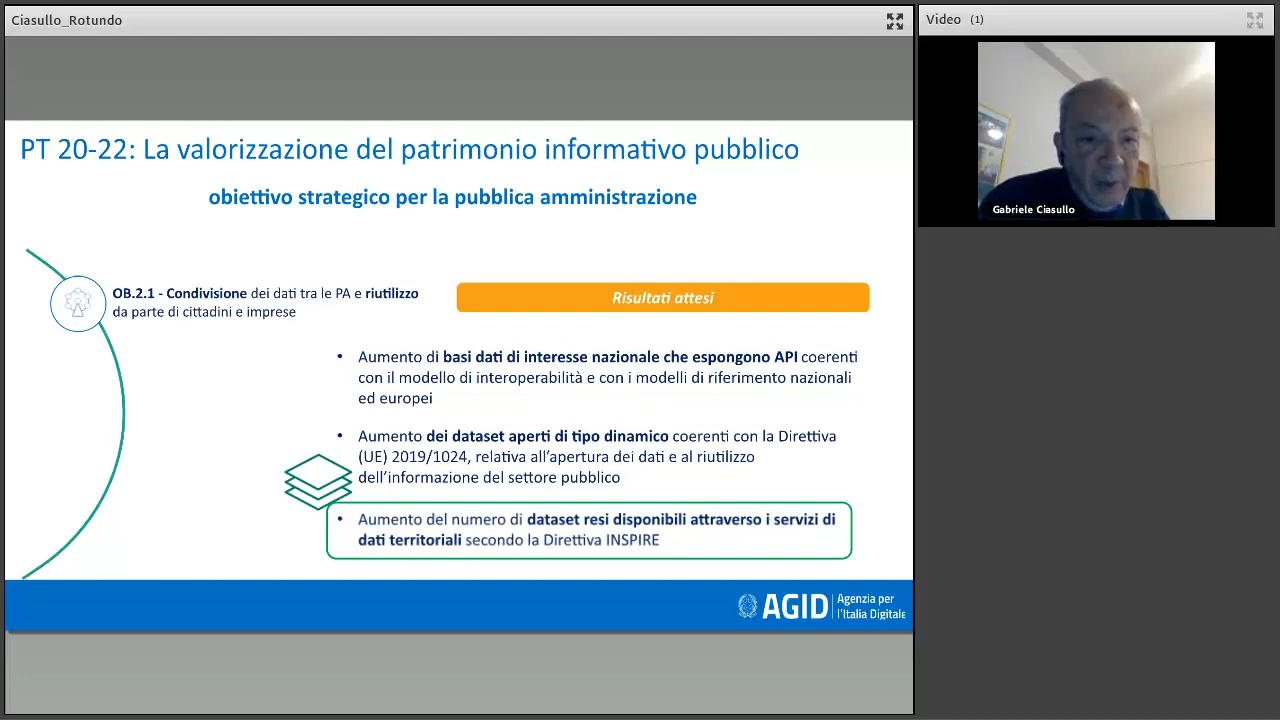 Ciasullo_Rotundo
Video (1)
Gabriele Ciasullo
PT 20-22: La valorizzazione del patrimonio informativo pubblico
obiettivo strategico per la pubblica amministrazione
OB.2.1 - Condivisione dei dati tra le PA e riutilizzo
da parte di cittadini e imprese
Risultati attesi
• Aumento di basi dati di interesse nazionale che espongono API coerenti
con il modello di interoperabilità e con i modelli di riferimento nazionali
ed europei
• Aumento dei dataset aperti di tipo dinamico coerenti con la Direttiva
(UE) 2019/1024, relativa all'apertura dei dati e al riutilizzo
dell'informazione del settore pubblico
• Aumento del numero di dataset resi disponibili attraverso i servizi di
dati territoriali secondo la Direttiva INSPIRE
AGID
Agenzia per
l'Italia Digitale